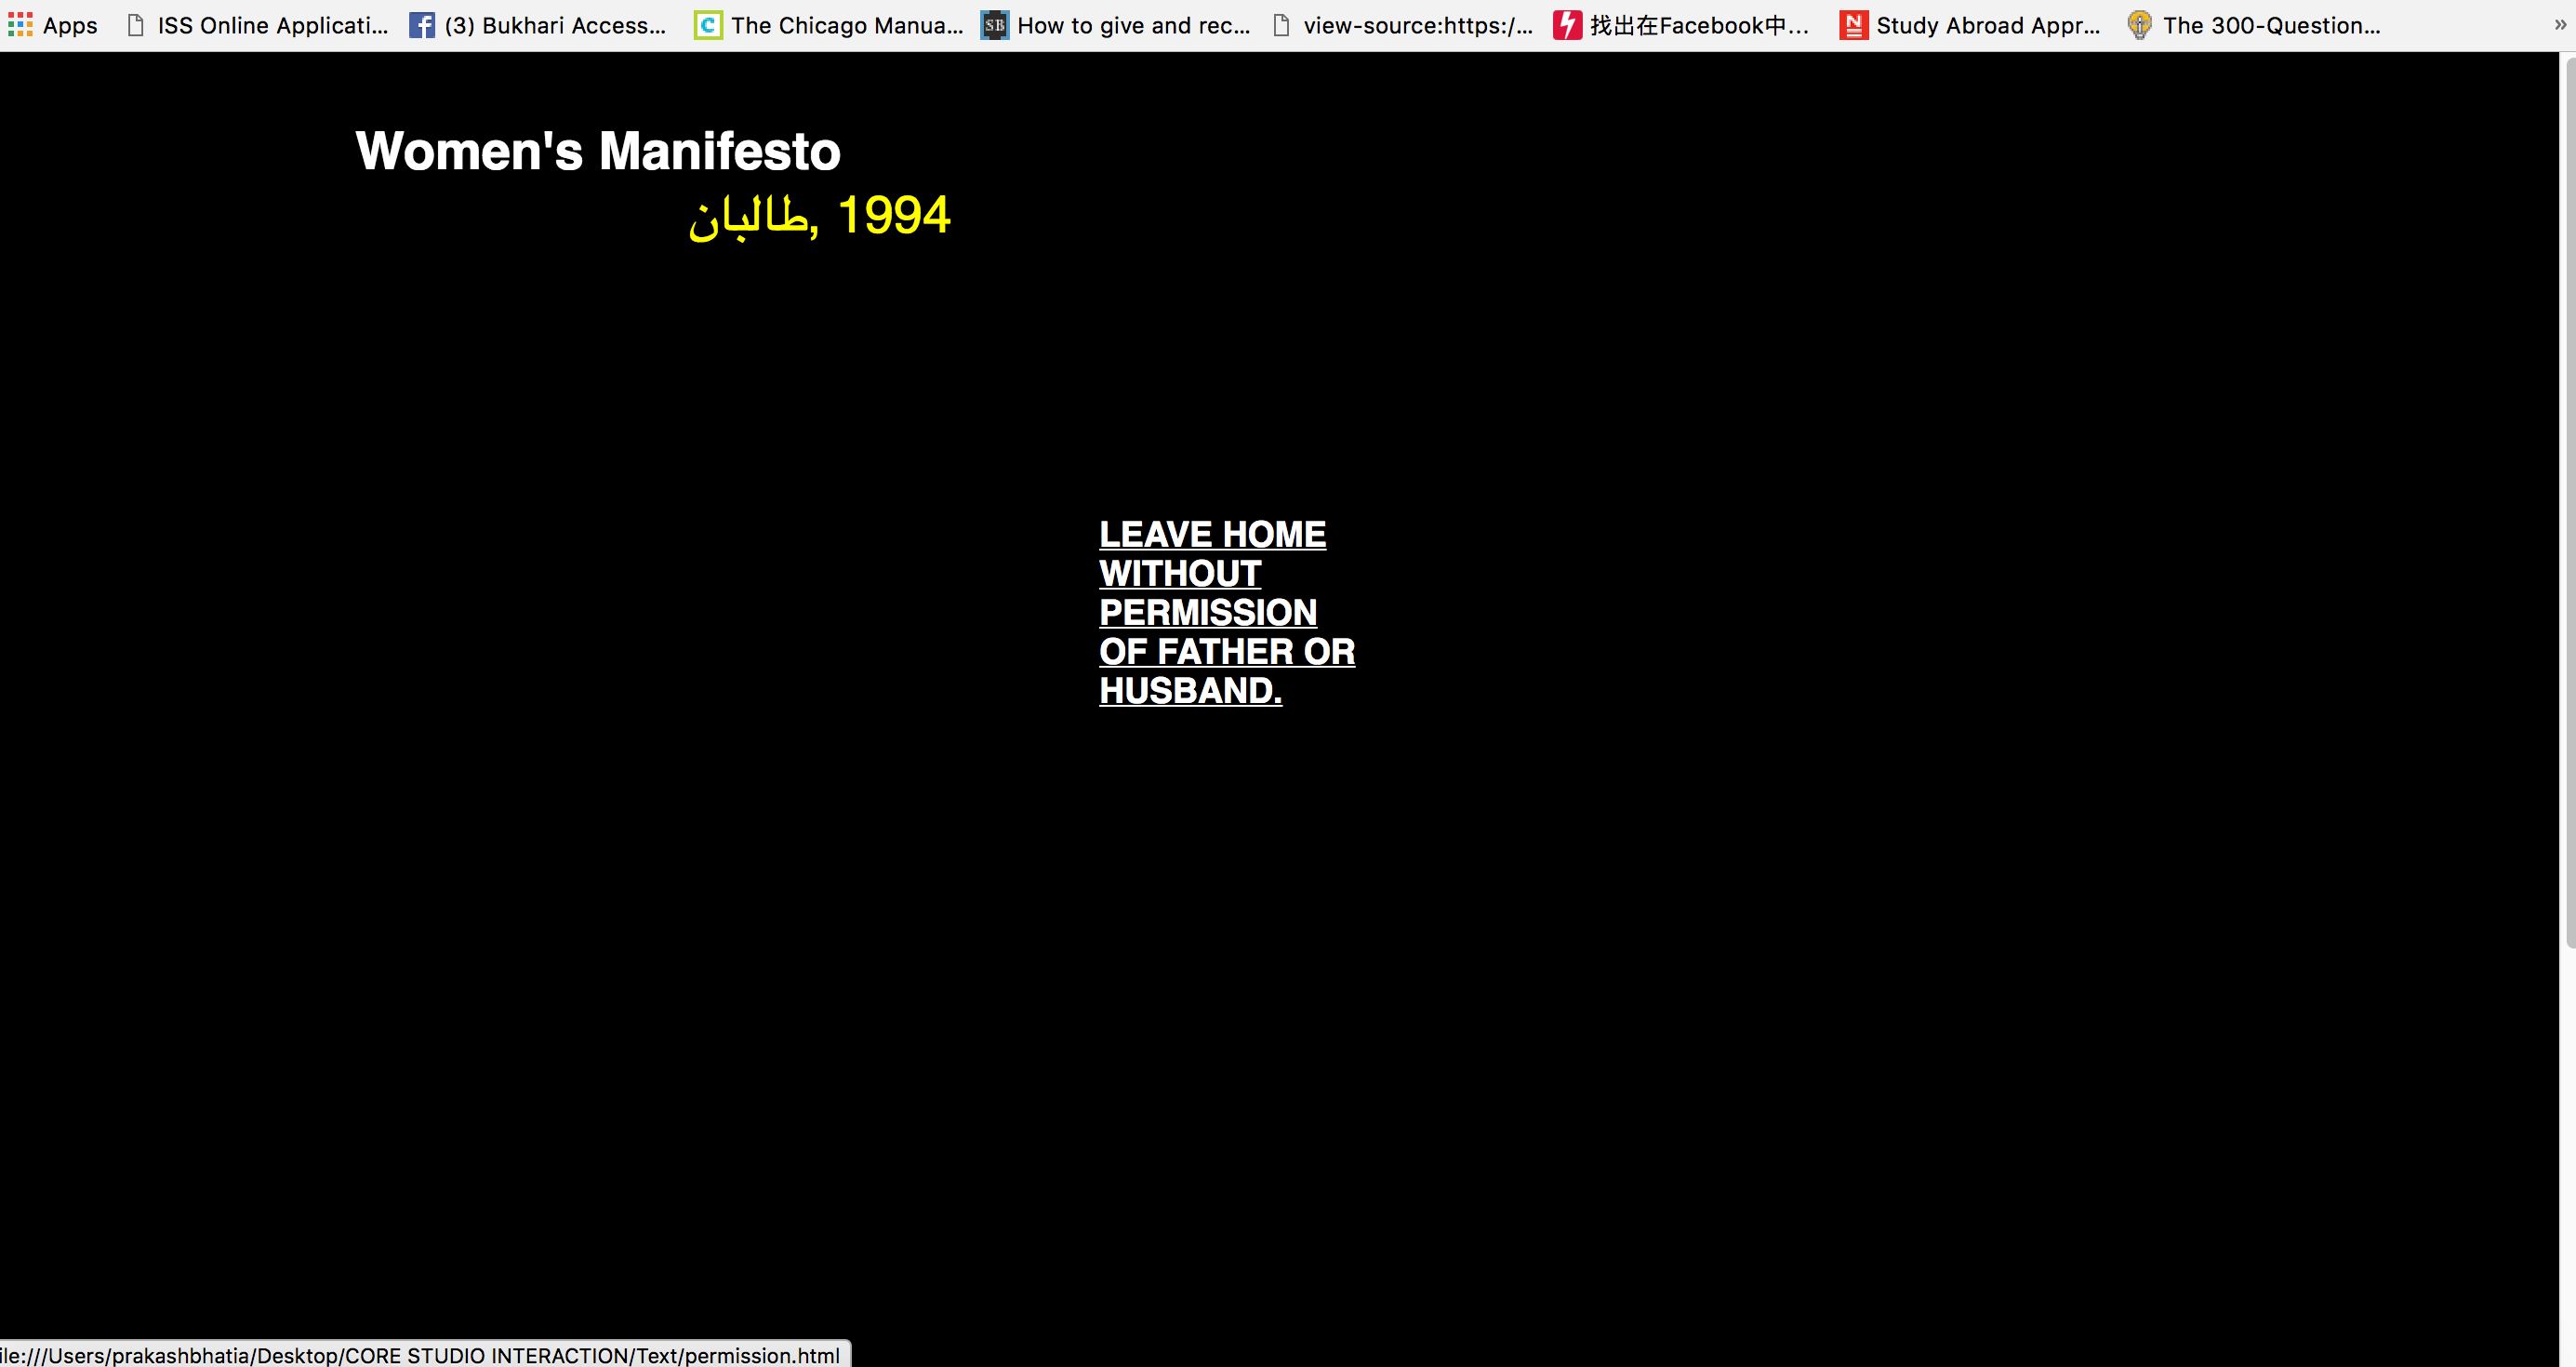 Apps ISS Online Applicati... (3) Bukhari Access... C The Chicago Manua... SB How to give and rec... view-source:https:/... 找出在Facebook中... N Study Abroad Appr... The 300-Question... »
Women's Manifesto
طالبان, 1994
LEAVE HOME
WITHOUT
PERMISSION
OF FATHER OR
HUSBAND.
ile:///Users/prakashbhatia/Desktop/CORE STUDIO INTERACTION/Text/permission.html